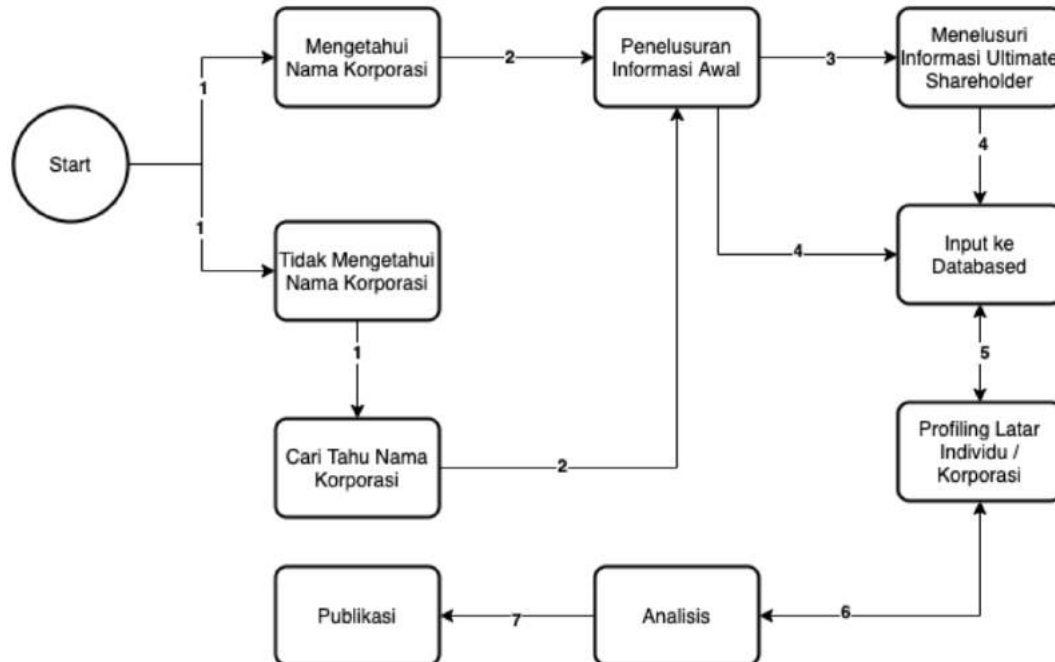 Start
1
1
Mengetahui
Nama Korporasi
2
Penelusuran
Informasi Awal
3
Menelusuri
Informasi Ultimate
Shareholder
4
Tidak Mengetahui
Nama Korporasi
1
4
Input ke
Databased
5
Cari Tahu Nama
Korporasi
2
Profiling Latar
Individu /
Korporasi
6
Analisis
7
Publikasi